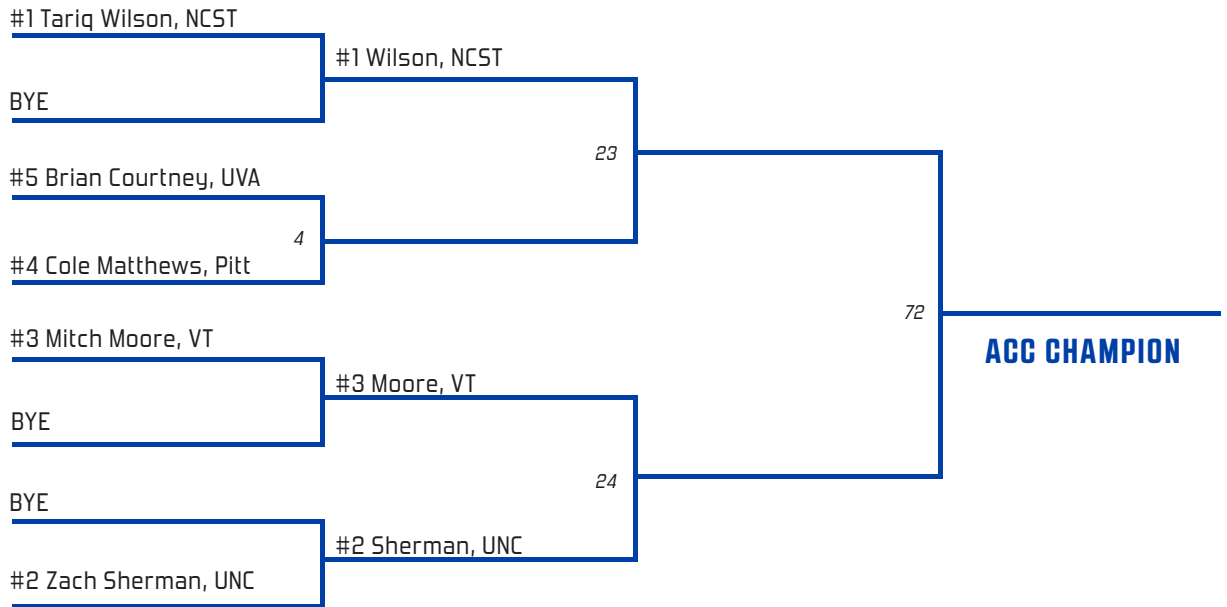 #1 Tariq Wilson, NCST
#1 Wilson, NCST
BYE
23
#5 Brian Courtney, UVA
4
#4 Cole Matthews, Pitt
72
#3 Mitch Moore, VT
ACC CHAMPION
#3 Moore, VT
BYE
24
BYE
#2 Sherman, UNC
#2 Zach Sherman, UNC